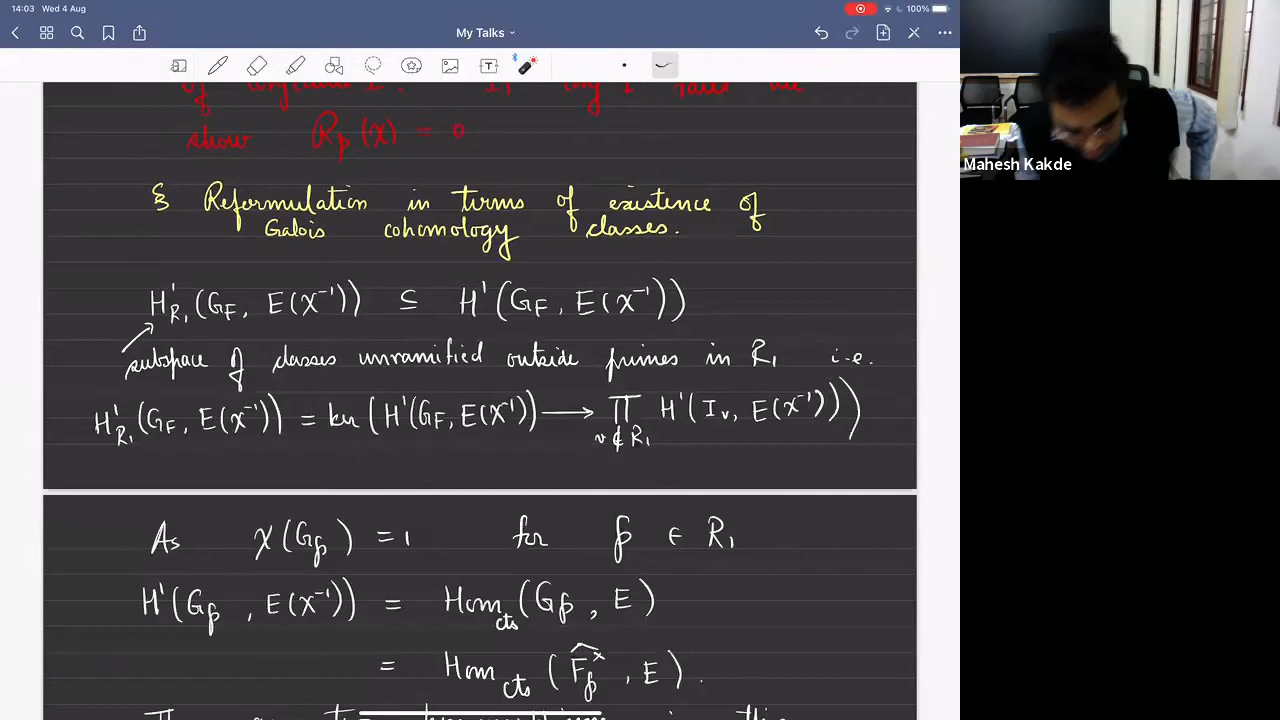 14:03 Wed 4 Aug
100%
My Talks
show R_p(χ) = 0
§ Reformulation in terms of existence of
Galois cohomology classes.
H¹_{R₁}(G_F, E(χ⁻¹)) ⊆ H¹(G_F, E(χ⁻¹))
subspace of classes unramified outside primes in R₁ i.e.
H¹_{R₁}(G_F, E(χ⁻¹)) = ker(H¹(G_F, E(χ⁻¹)) → ∏_{v∉R₁} H¹(I_v, E(χ⁻¹)))
As χ(G_𝔭) = 1 for 𝔭 ∈ R₁
H¹(G_𝔭, E(χ⁻¹)) = Hom_cts(G_𝔭, E)
= Hom_cts(\widehat{F_𝔭^×}, E).
Mahesh Kakde